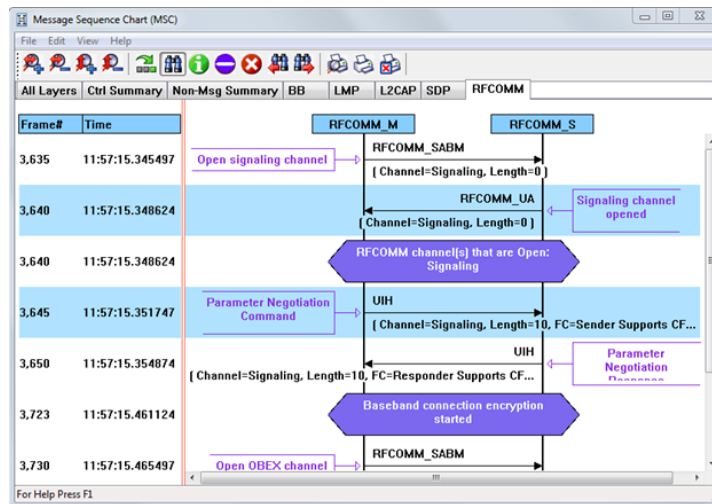 Message Sequence Chart (MSC)
File Edit View Help
All Layers Ctrl Summary Non-Msg Summary BB LMP L2CAP SDP RFCOMM
Frame# Time RFCOMM_M RFCOMM_S
RFCOMM_SABM
3,635 11:57:15.345497 Open signaling channel
( Channel=Signaling, Length=0 )
RFCOMM_UA Signaling channel
3,640 11:57:15.348624 opened
( Channel=Signaling, Length=0 )
RFCOMM channel(s) that are Open:
3,640 11:57:15.348624 Signaling
Parameter Negotiation UIH
3,645 11:57:15.351747 Command
( Channel=Signaling, Length=10, FC=Sender Supports CF...
UIH Parameter
3,650 11:57:15.354874 Negotiation
( Channel=Signaling, Length=10, FC=Responder Supports CF... Response
Baseband connection encryption
3,723 11:57:15.461124 started
RFCOMM_SABM
3,730 11:57:15.465497 Open OBEX channel
For Help Press F1